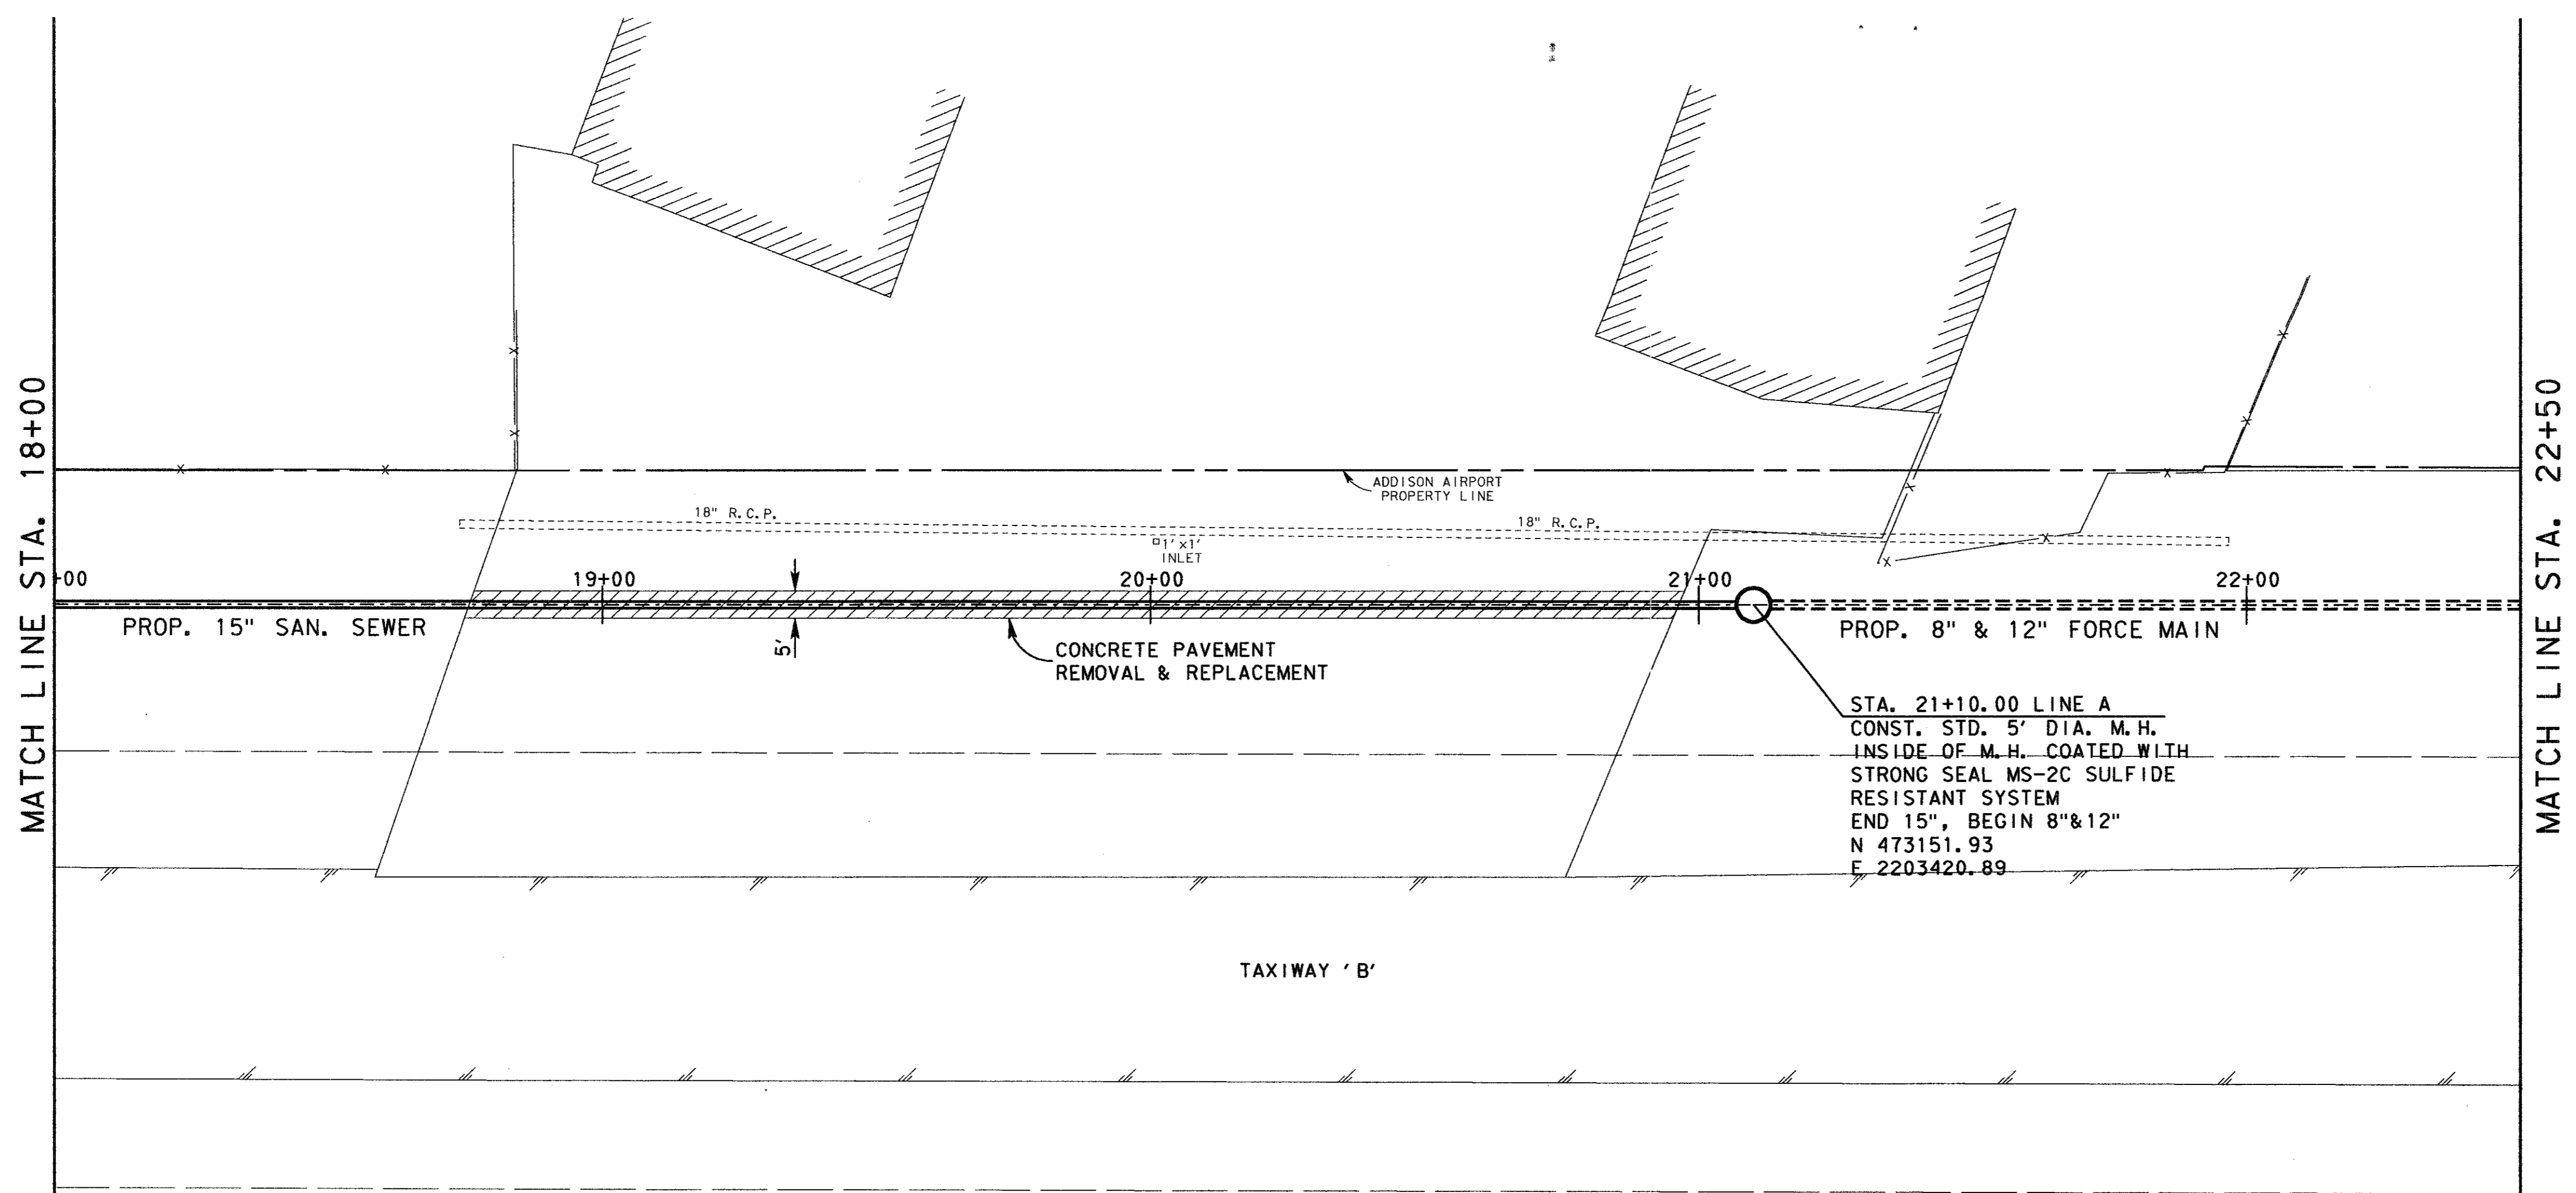 MATCH LINE STA. 18+00
MATCH LINE STA. 22+50
ADDISON AIRPORT
PROPERTY LINE
18" R.C.P.
18" R.C.P.
1' x1'
INLET
+00
19+00
20+00
21+00
22+00
PROP. 15" SAN. SEWER
5'
CONCRETE PAVEMENT
REMOVAL & REPLACEMENT
PROP. 8" & 12" FORCE MAIN
STA. 21+10.00 LINE A
CONST. STD. 5' DIA. M.H.
INSIDE OF M.H. COATED WITH
STRONG SEAL MS-2C SULFIDE
RESISTANT SYSTEM
END 15", BEGIN 8"&12"
N 473151.93
E 2203420.89
TAXIWAY 'B'